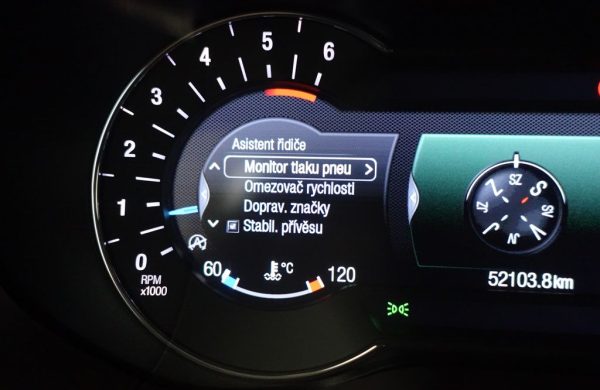 6
5
4
3
2
1
0
RPM
x1000
Asistent řidiče
Monitor tlaku pneu
Omezovač rychlosti
Doprav. značky
Stabil. přívěsu
60 °C 120
SZ
S
SV
V
JV
J
JZ
Z
52103.8km